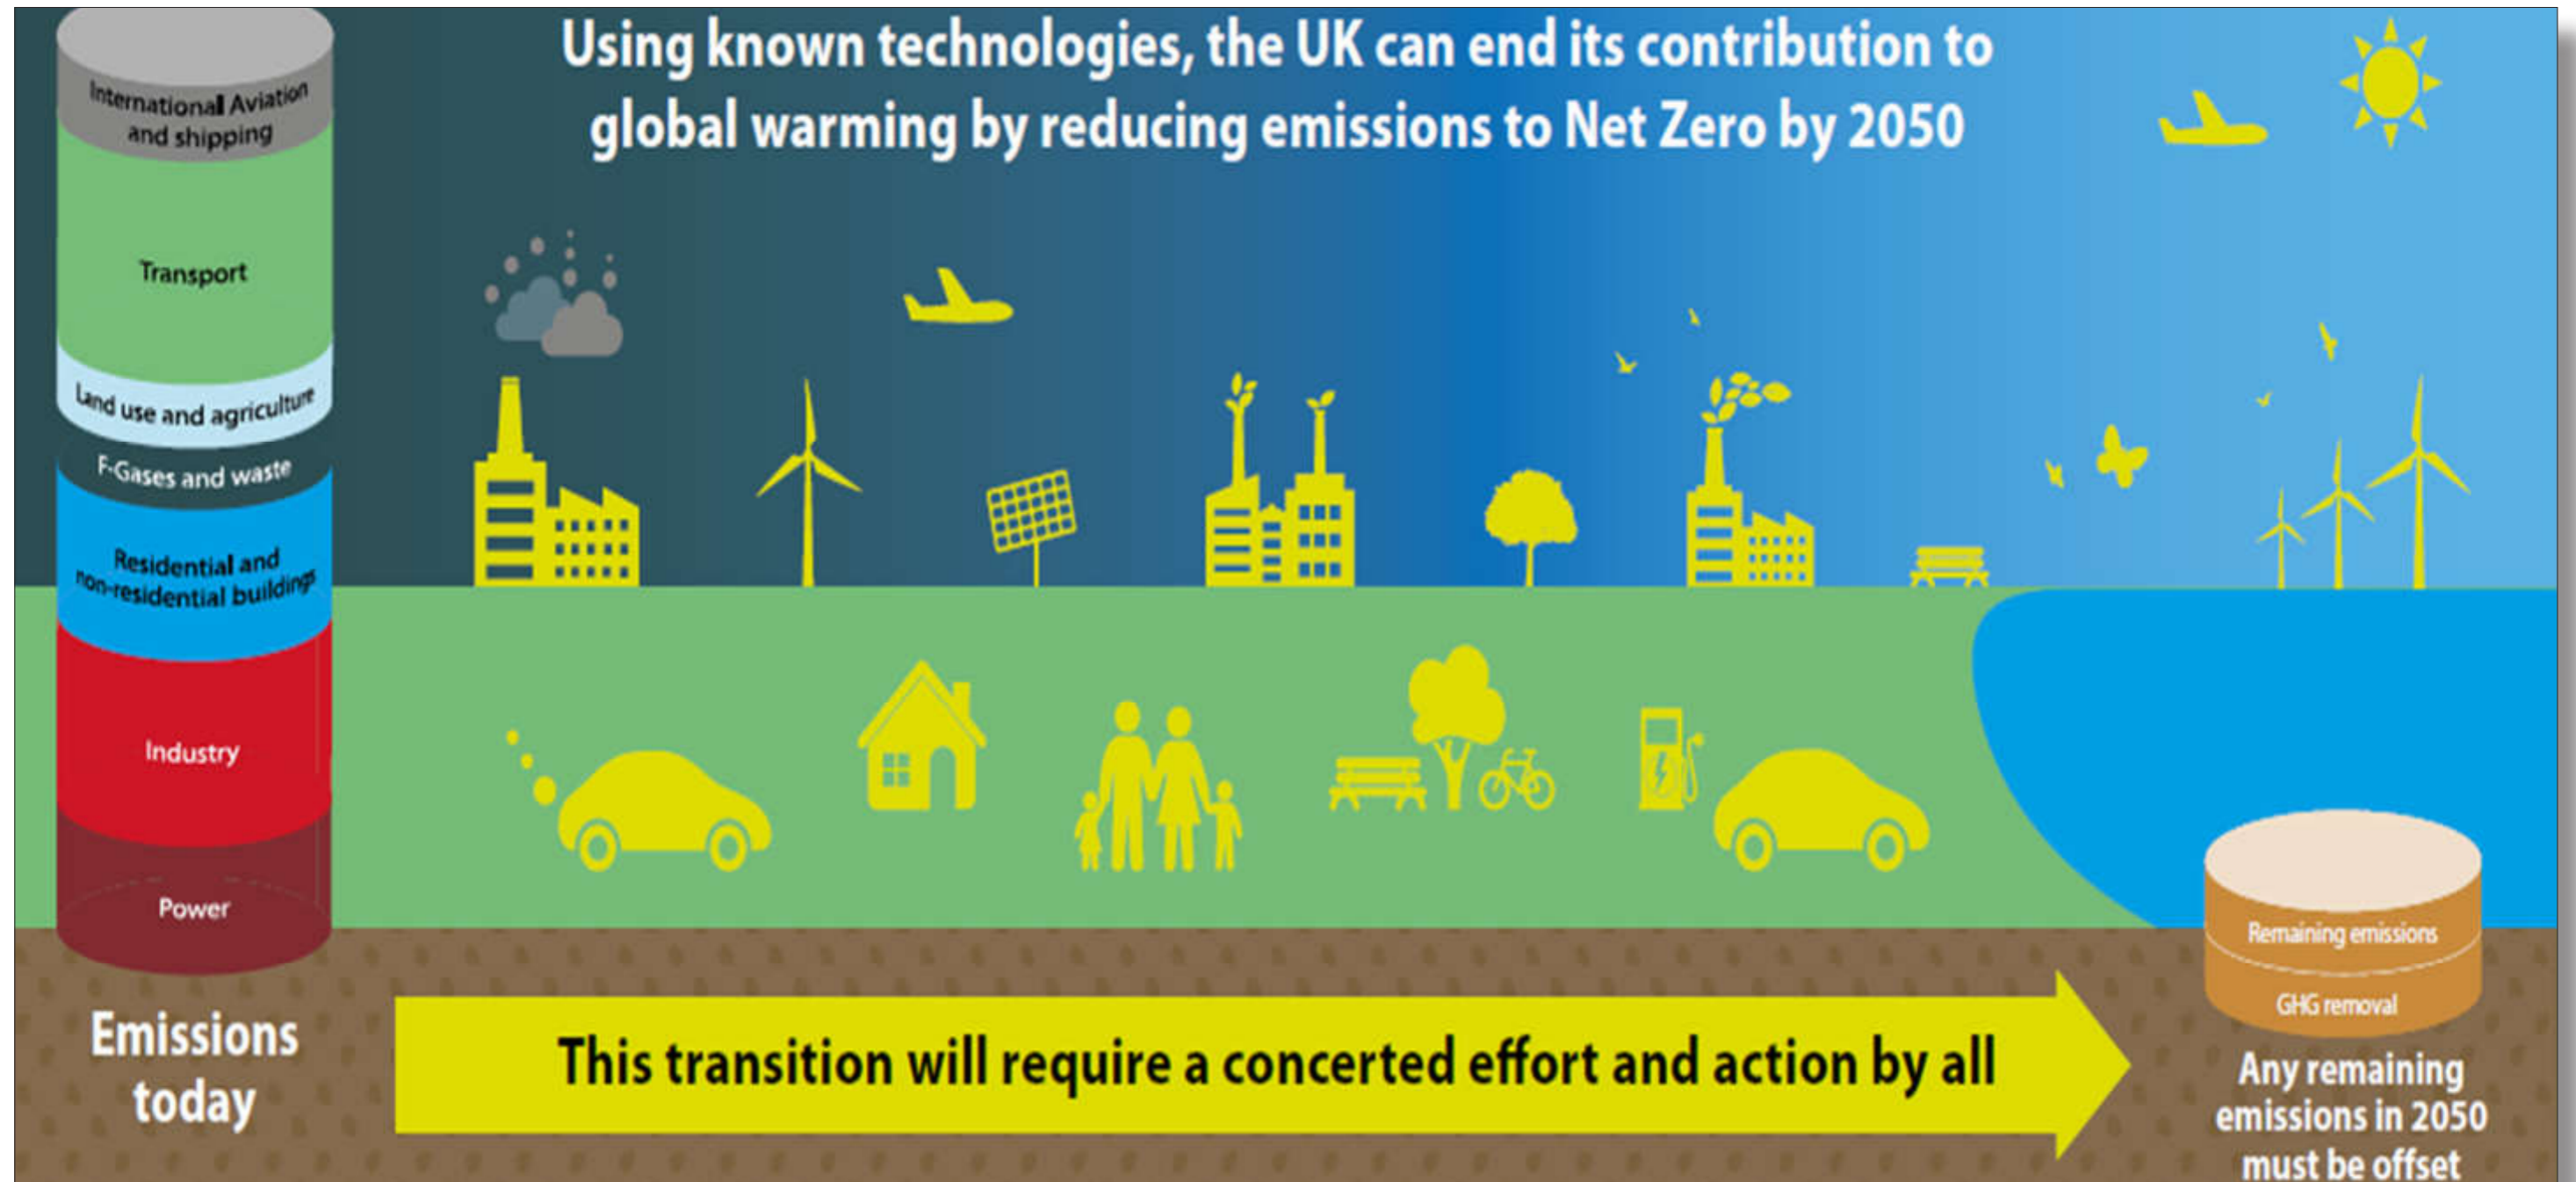 Using known technologies, the UK can end its contribution to
global warming by reducing emissions to Net Zero by 2050
International Aviation
and shipping
Transport
Land use and agriculture
F-Gases and waste
Residential and
non-residential buildings
Industry
Power
Emissions
today
This transition will require a concerted effort and action by all
Remaining emissions
GHG removal
Any remaining
emissions in 2050
must be offset